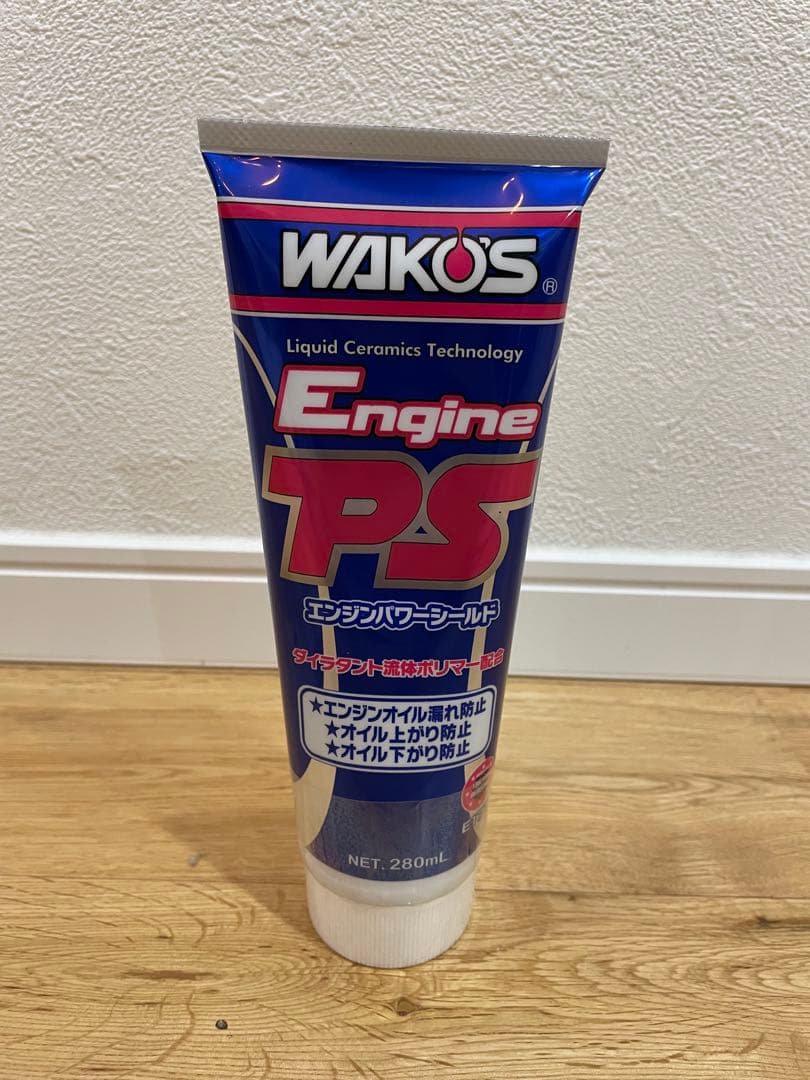 WAKO'S®
Liquid Ceramics Technology
Engine
PS
エンジンパワーシールド
ダイラタント流体ポリマー配合
★エンジンオイル漏れ防止
★オイル上がり防止
★オイル下がり防止
NET. 280mL